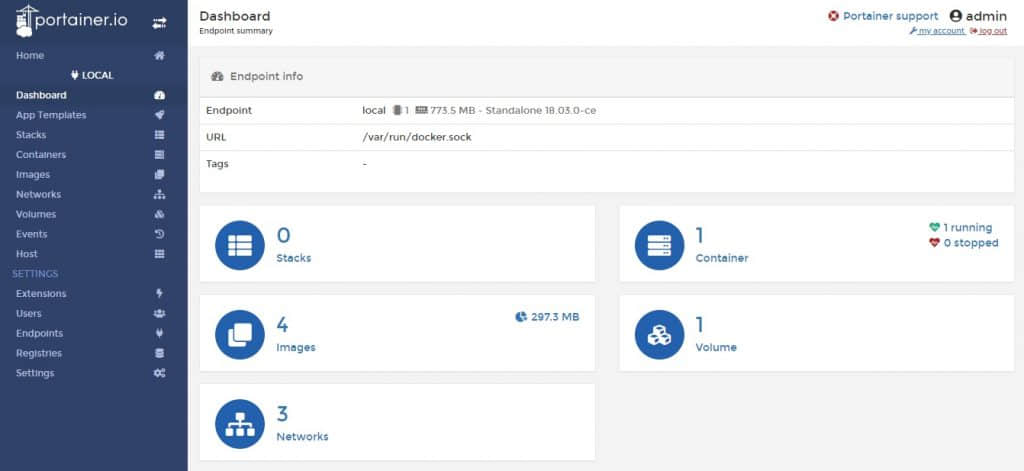 portainer.io
Home
LOCAL
Dashboard
App Templates
Stacks
Containers
Images
Networks
Volumes
Events
Host
SETTINGS
Extensions
Users
Endpoints
Registries
Settings
Dashboard
Endpoint summary
Portainer support admin
my account log out
Endpoint info
Endpoint local 1 773.5 MB - Standalone 18.03.0-ce
URL /var/run/docker.sock
Tags -
0
Stacks
1
Container
1 running
0 stopped
4
Images
297.3 MB
1
Volume
3
Networks